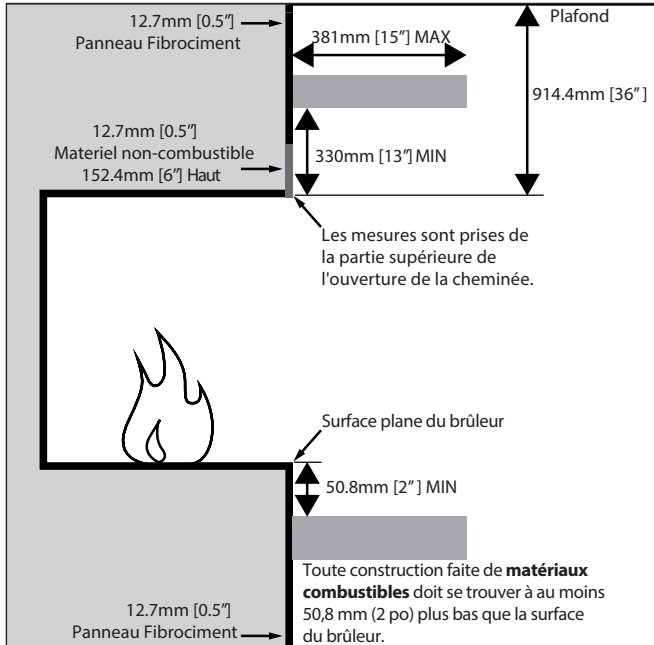 12.7mm [0.5″]
Panneau Fibrociment
Plafond
381mm [15″] MAX
914.4mm [36″]
12.7mm [0.5″]
Materiel non-combustible
152.4mm [6″] Haut
330mm [13″] MIN
Les mesures sont prises de
la partie supérieure de
l'ouverture de la cheminée.
Surface plane du brûleur
50.8mm [2″] MIN
Toute construction faite de matériaux
combustibles doit se trouver à au moins
50,8 mm (2 po) plus bas que la surface
du brûleur.
12.7mm [0.5″]
Panneau Fibrociment